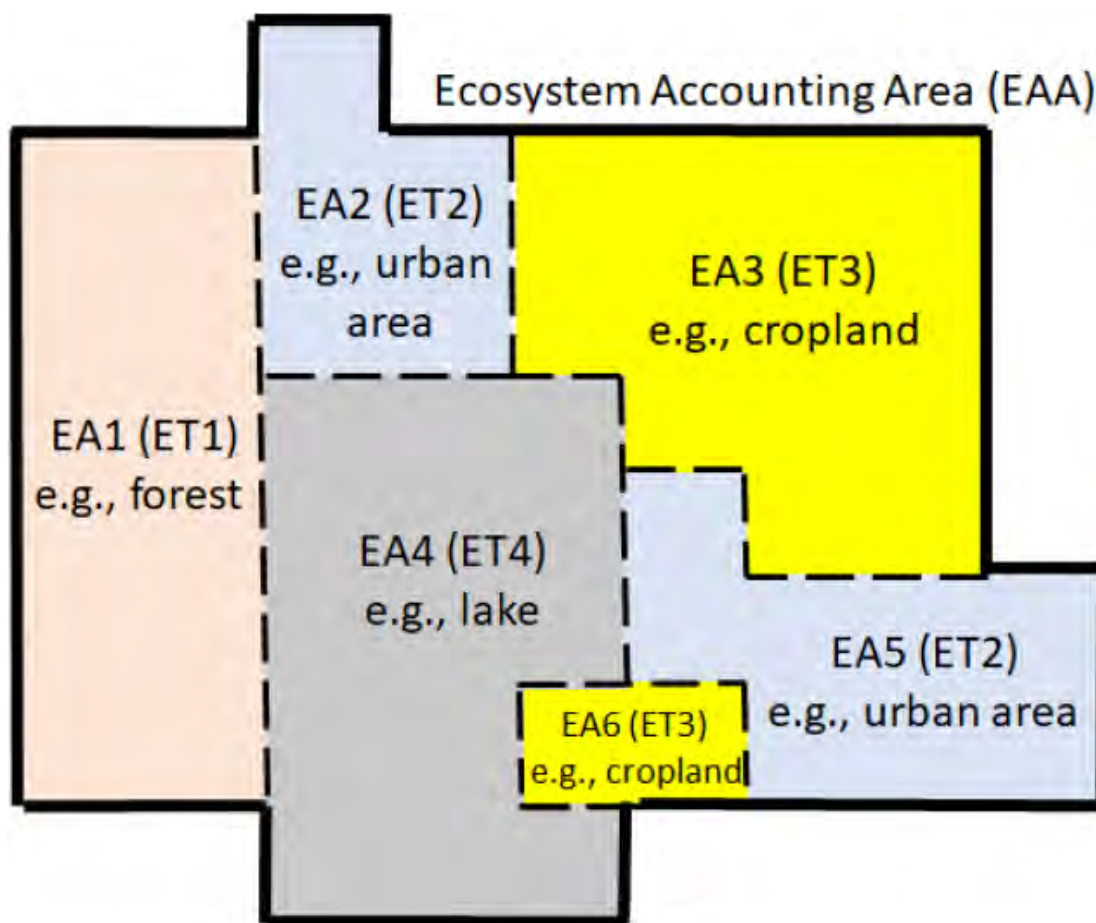 Ecosystem Accounting Area (EAA)
EA2 (ET2)
e.g., urban
area
EA3 (ET3)
e.g., cropland
EA1 (ET1)
e.g., forest
EA4 (ET4)
e.g., lake
EA5 (ET2)
e.g., urban area
EA6 (ET3)
e.g., cropland